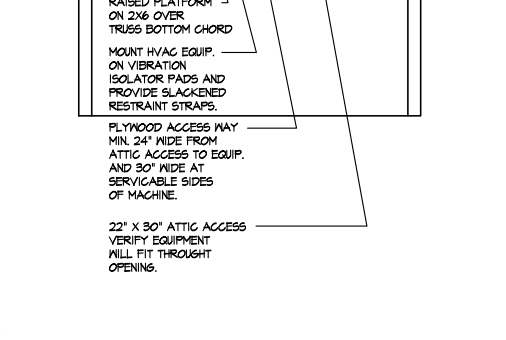 RAISED PLATFORM
ON 2X6 OVER
TRUSS BOTTOM CHORD
MOUNT HVAC EQUIP.
ON VIBRATION
ISOLATOR PADS AND
PROVIDE SLACKENED
RESTRAINT STRAPS.
PLYWOOD ACCESS WAY
MIN. 24" WIDE FROM
ATTIC ACCESS TO EQUIP.
AND 30" WIDE AT
SERVICABLE SIDES
OF MACHINE.
22" X 30" ATTIC ACCESS
VERIFY EQUIPMENT
WILL FIT THROUGHT
OPENING.